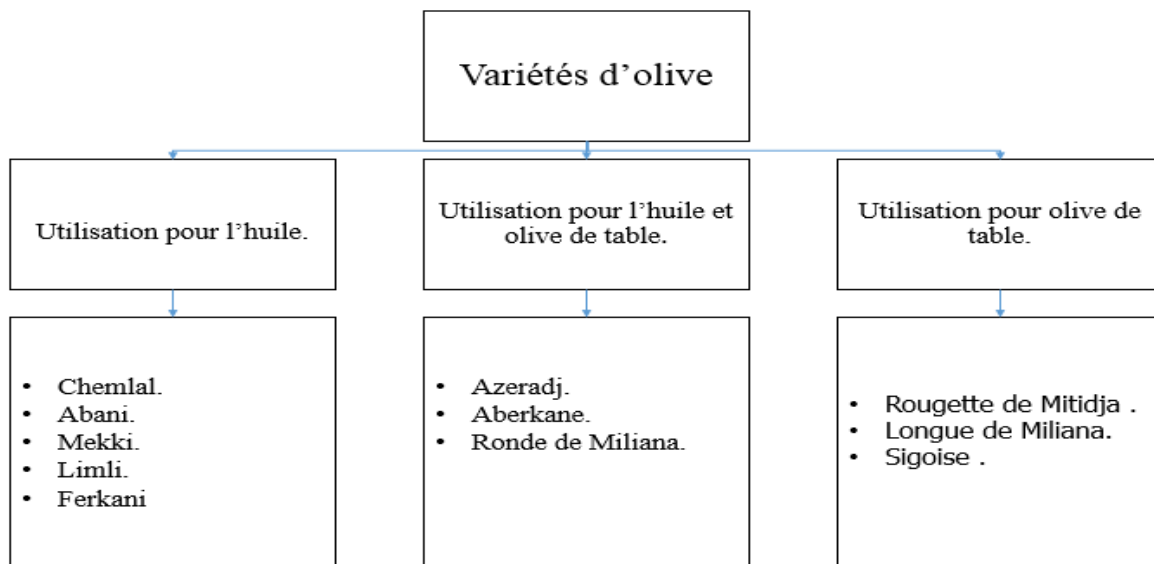 Variétés d’olive
Utilisation pour l’huile.
Utilisation pour l’huile et
olive de table.
Utilisation pour olive de
table.
• Chemlal.
• Abani.
• Mekki.
• Limli.
• Ferkani
• Azeradj.
• Aberkane.
• Ronde de Miliana.
• Rougette de Mitidja .
• Longue de Miliana.
• Sigoise .